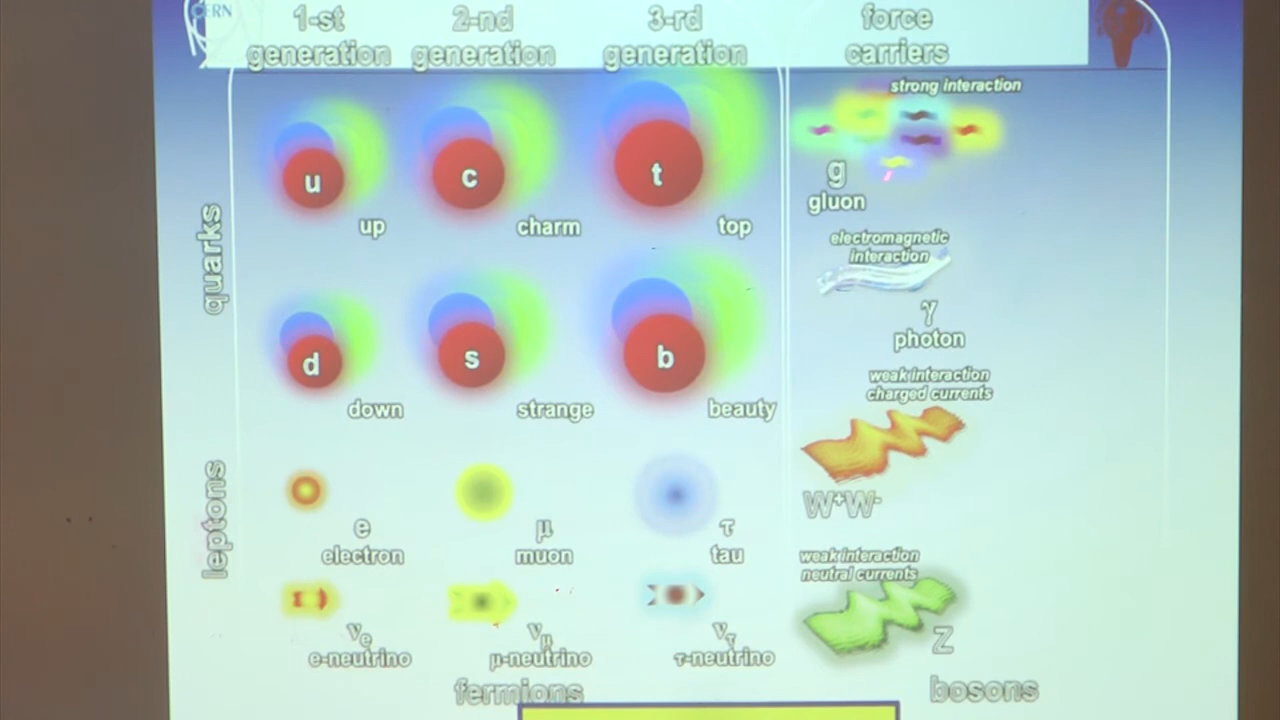 CERN
1-st generation
2-nd generation
3-rd generation
force carriers
quarks
u
up
c
charm
t
top
d
down
s
strange
b
beauty
strong interaction
g
gluon
electromagnetic
interaction
γ
photon
weak interaction
charged currents
W⁺W⁻
weak interaction
neutral currents
Z
leptons
e
electron
μ
muon
τ
tau
νe
e-neutrino
νμ
μ-neutrino
ντ
τ-neutrino
fermions
bosons